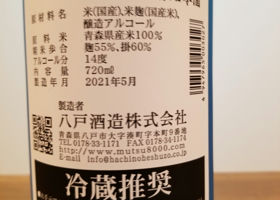 原材料名 米(国産)、米麹(国産米)、
醸造アルコール
原料米 青森県産米100%
精米歩合 麹55%、掛60%
アルコール分 14度
内容量 720ml
製造年月 2021年5月
製造者
八戸酒造株式会社
青森県八戸市大字湊町字本町9番地
TEL 0178-33-1171 FAX 0178-34-1174
http://www.mutsu8000.com
E-mail info@hachinoheshuzo.co.jp
冷蔵推奨